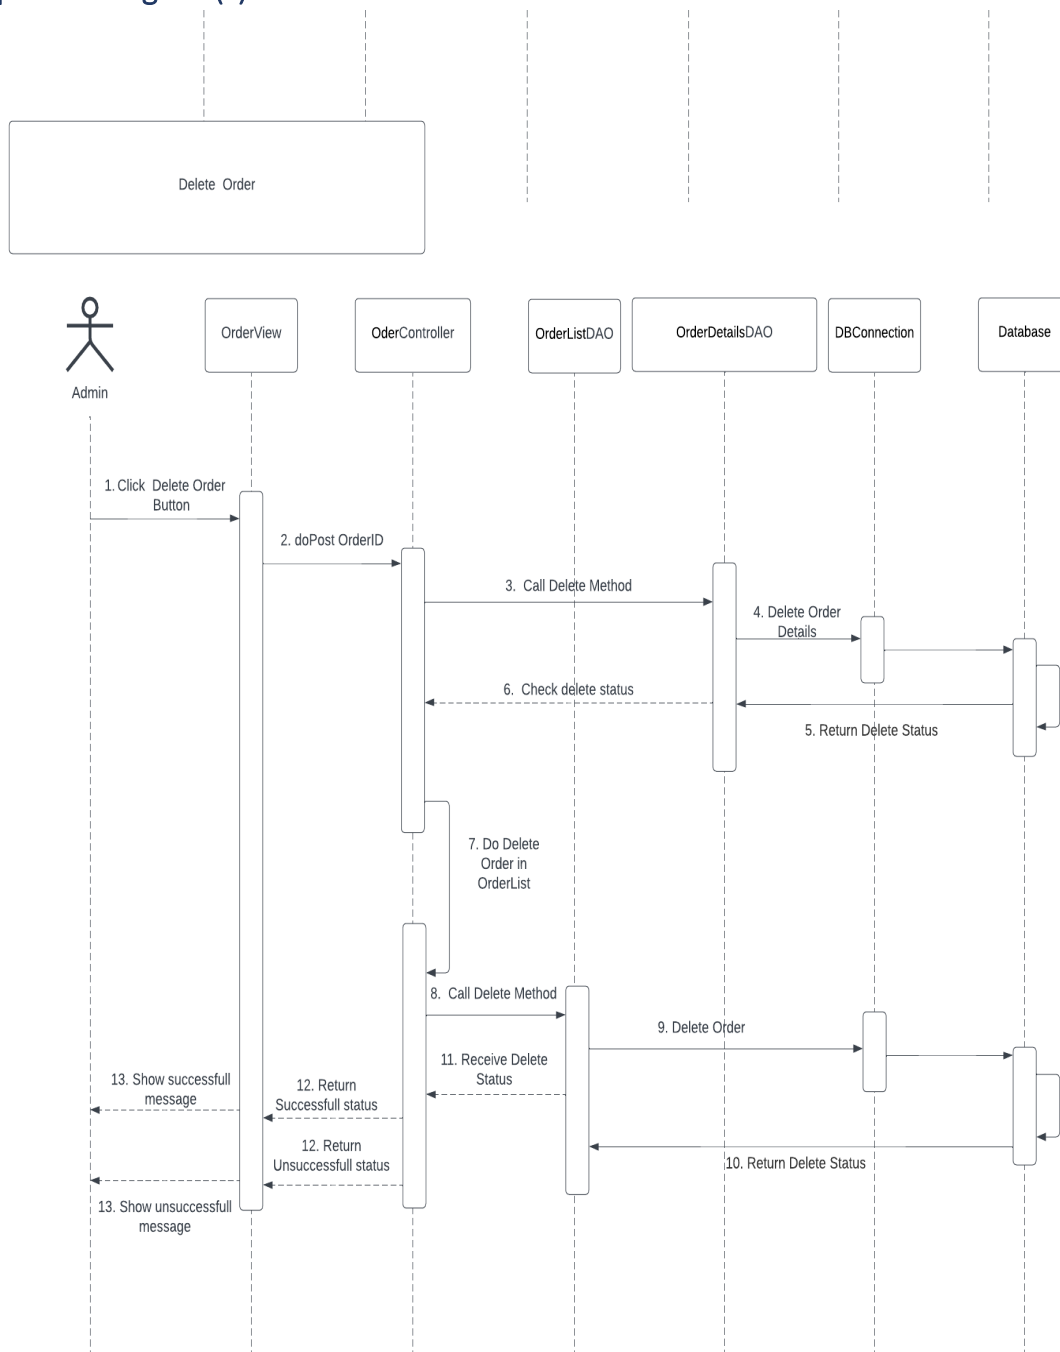 Delete Order
OrderView
OderController
OrderListDAO
OrderDetailsDAO
DBConnection
Database
Admin
1. Click Delete Order
Button
2. doPost OrderID
3. Call Delete Method
4. Delete Order
Details
6. Check delete status
5. Return Delete Status
7. Do Delete
Order in
OrderList
8. Call Delete Method
9. Delete Order
11. Receive Delete
Status
13. Show successfull
message
12. Return
Successfull status
12. Return
Unsuccessfull status
10. Return Delete Status
13. Show unsuccessfull
message